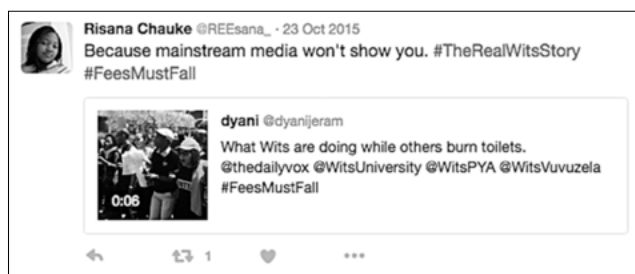 Risana Chauke @REEsana_ · 23 Oct 2015
Because mainstream media won't show you. #TheRealWitsStory
#FeesMustFall
dyani @dyanijeram
What Wits are doing while others burn toilets.
@thedailyvox @WitsUniversity @WitsPYA @WitsVuvuzela
#FeesMustFall
0:06
1